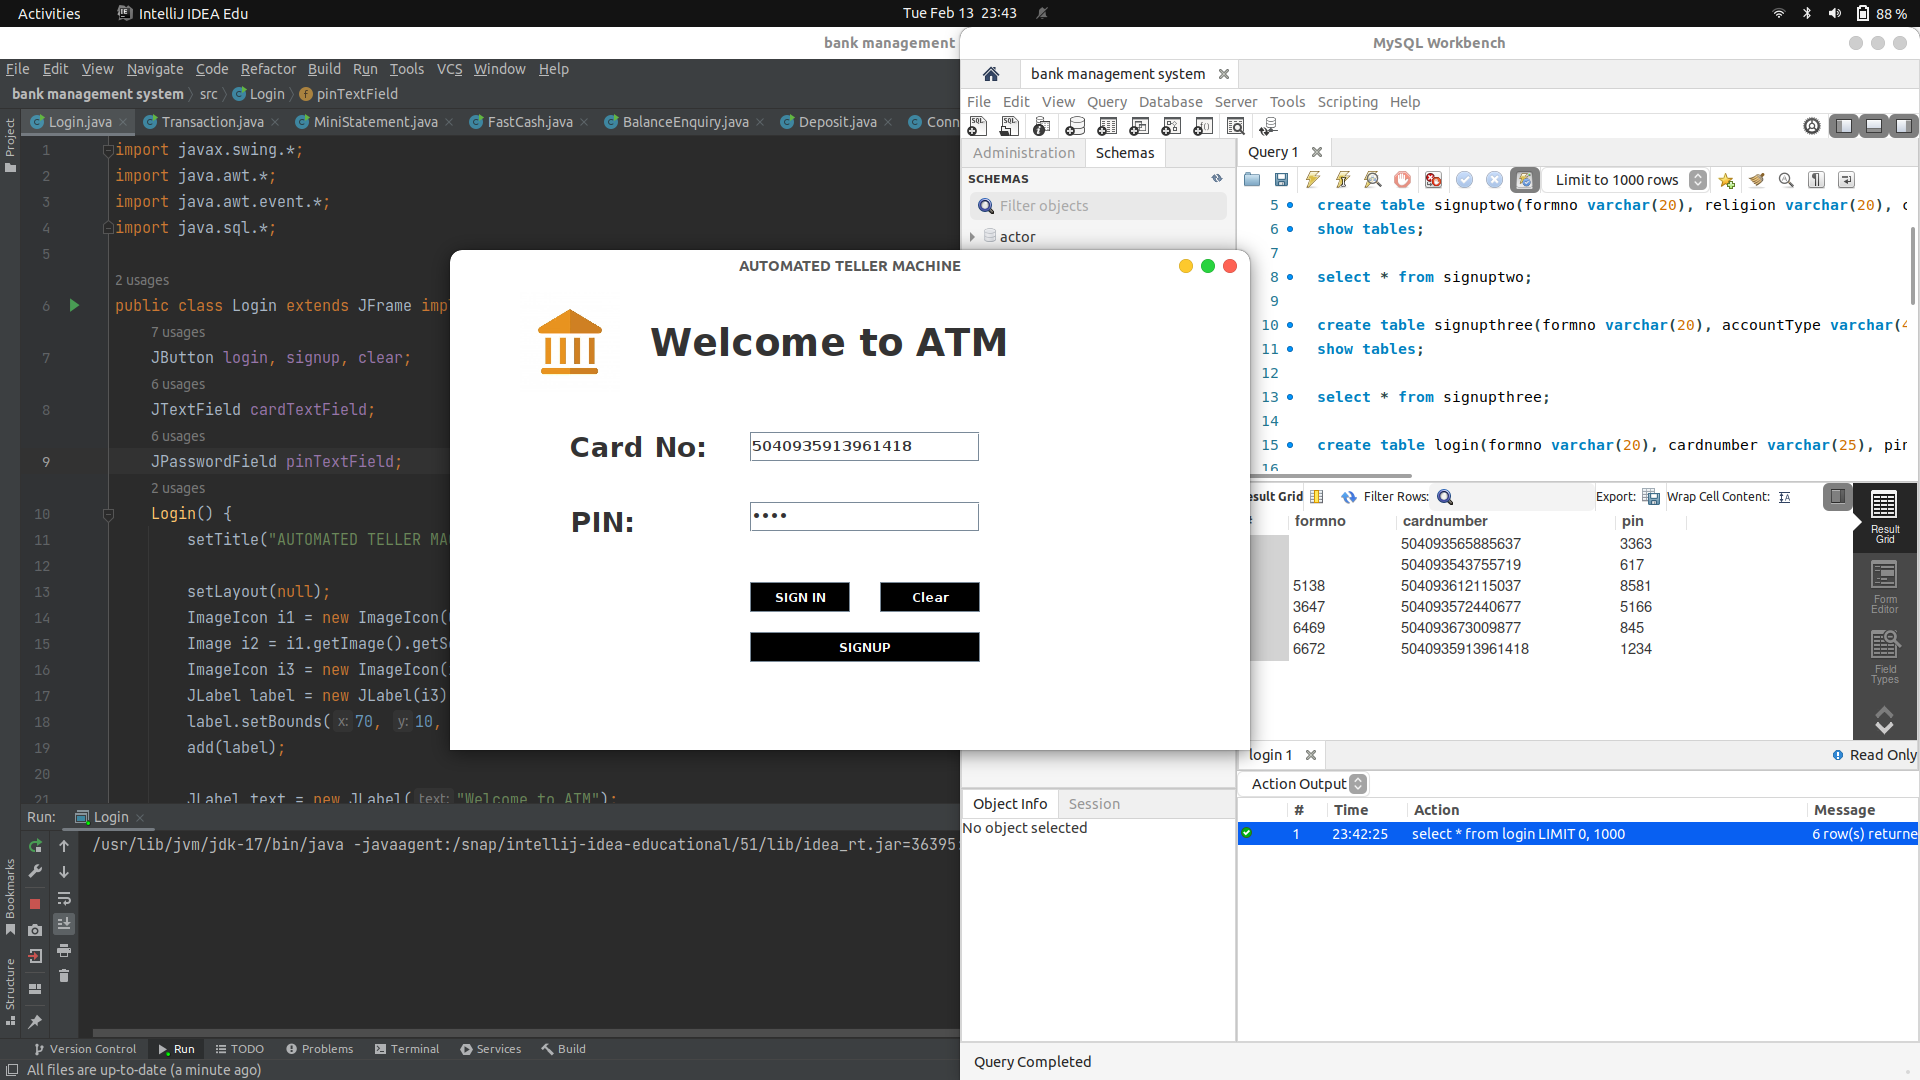 Activities
IntelliJ IDEA Edu
Tue Feb 13 23:43
88 %
bank management
File Edit View Navigate Code Refactor Build Run Tools VCS Window Help
bank management system
src
Login
pinTextField
Login.java
Transaction.java
MiniStatement.java
FastCash.java
BalanceEnquiry.java
Deposit.java
Conn
Project
1 import javax.swing.*;
2 import java.awt.*;
3 import java.awt.event.*;
4 import java.sql.*;
5
2 usages
6 public class Login extends JFrame
7 usages
7 JButton login, signup, clear;
6 usages
8 JTextField cardTextField;
6 usages
9 JPasswordField pinTextField;
2 usages
10 Login() {
11 setTitle("AUTOMATED TELLER
12
13 setLayout(null);
14 ImageIcon i1 = new ImageIcon(
15 Image i2 = i1.getImage().
16 ImageIcon i3 = new ImageIcon(
17 JLabel label = new JLabel(i3)
18 label.setBounds( x: 70, y: 10,
19 add(label);
20
21 JLabel text = new JLabel( text: "Welcome to ATM");
Run:
Login
/usr/lib/jvm/jdk-17/bin/java -javaagent:/snap/intellij-idea-educational/51/lib/idea_rt.jar=36395
Bookmarks
Structure
Version Control
Run
TODO
Problems
Terminal
Services
Build
All files are up-to-date (a minute ago)
AUTOMATED TELLER MACHINE
Welcome to ATM
Card No:
5040935913961418
PIN:
••••
SIGN IN
Clear
SIGNUP
MySQL Workbench
bank management system
File Edit View Query Database Server Tools Scripting Help
Administration
Schemas
SCHEMAS
Filter objects
actor
Query 1
Limit to 1000 rows
5 create table signuptwo(formno varchar(20), religion varchar(20),
6 show tables;
7
8 select * from signuptwo;
9
10 create table signupthree(formno varchar(20), accountType
11 show tables;
12
13 select * from signupthree;
14
15 create table login(formno varchar(20), cardnumber varchar(25),
16
Grid
Filter Rows:
Export:
Wrap Cell Content:
formno cardnumber pin
504093565885637 3363
504093543755719 617
5138 504093612115037 8581
3647 504093572440677 5166
6469 504093673009877 845
6672 5040935913961418 1234
Result
Grid
Form
Editor
Field
Types
login 1
Read Only
Object Info
Session
No object selected
Action Output
# Time Action Message
1 23:42:25 select * from login LIMIT 0, 1000 6 row(s)
Query Completed